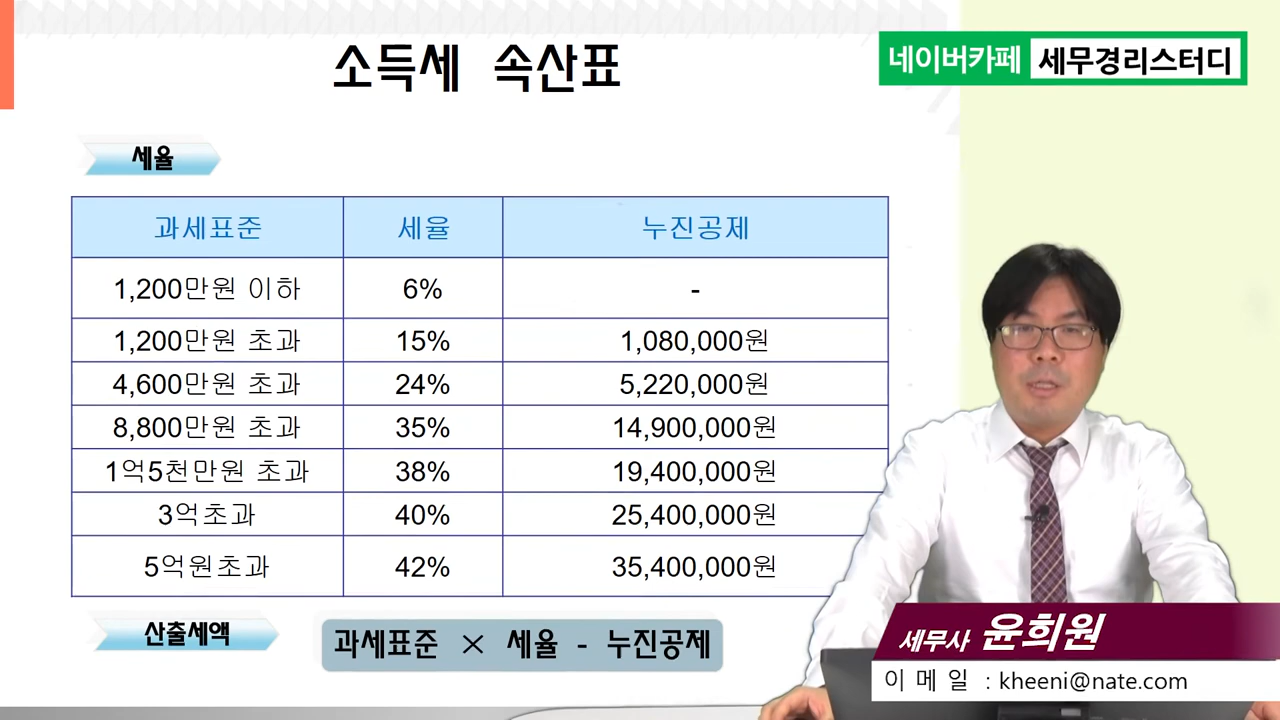 소득세 속산표
네이버카페 세무경리스터디
세율
과세표준 세율 누진공제
1,200만원 이하 6% -
1,200만원 초과 15% 1,080,000원
4,600만원 초과 24% 5,220,000원
8,800만원 초과 35% 14,900,000원
1억5천만원 초과 38% 19,400,000원
3억초과 40% 25,400,000원
5억원초과 42% 35,400,000원
산출세액 과세표준 × 세율 - 누진공제
세무사 윤희원
이 메 일 : kheeni@nate.com